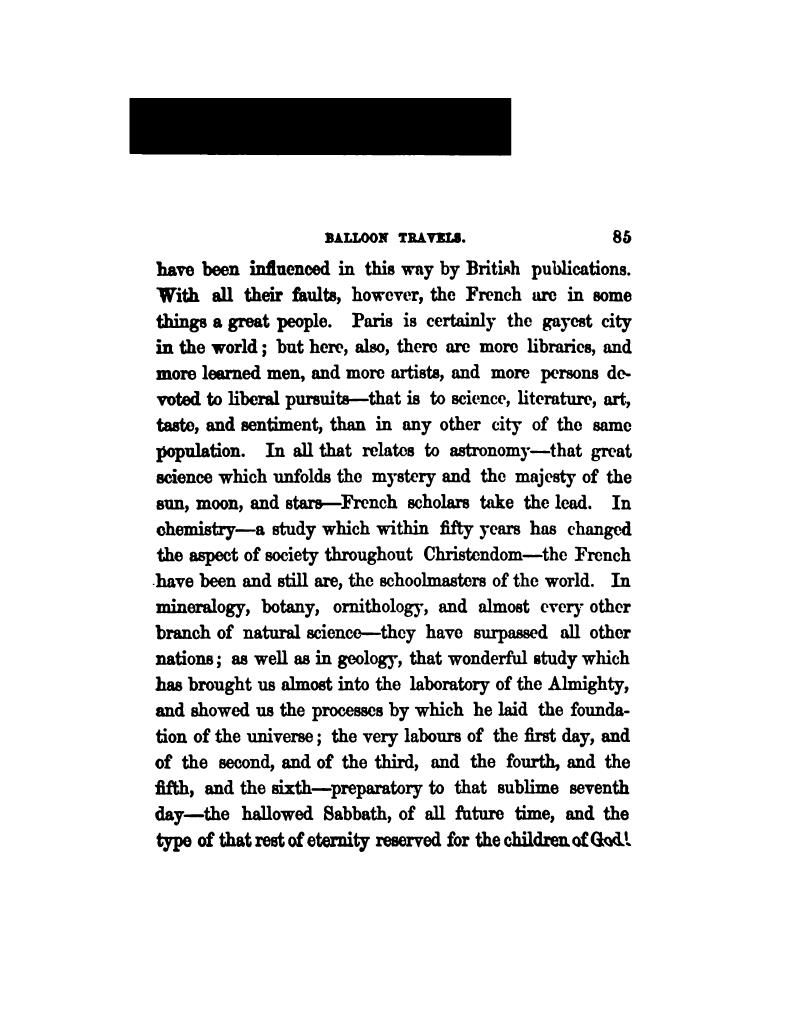 BALLOON TRAVELS. 85
have been influenced in this way by British publications.
With all their faults, however, the French are in some
things a great people. Paris is certainly the gayest city
in the world; but here, also, there are more libraries, and
more learned men, and more artists, and more persons de-
voted to liberal pursuits—that is to science, literature, art,
taste, and sentiment, than in any other city of the same
population. In all that relates to astronomy—that great
science which unfolds the mystery and the majesty of the
sun, moon, and stars—French scholars take the lead. In
chemistry—a study which within fifty years has changed
the aspect of society throughout Christendom—the French
have been and still are, the schoolmasters of the world. In
mineralogy, botany, ornithology, and almost every other
branch of natural science—they have surpassed all other
nations; as well as in geology, that wonderful study which
has brought us almost into the laboratory of the Almighty,
and showed us the processes by which he laid the founda-
tion of the universe; the very labours of the first day, and
of the second, and of the third, and the fourth, and the
fifth, and the sixth—preparatory to that sublime seventh
day—the hallowed Sabbath, of all future time, and the
type of that rest of eternity reserved for the children of God!